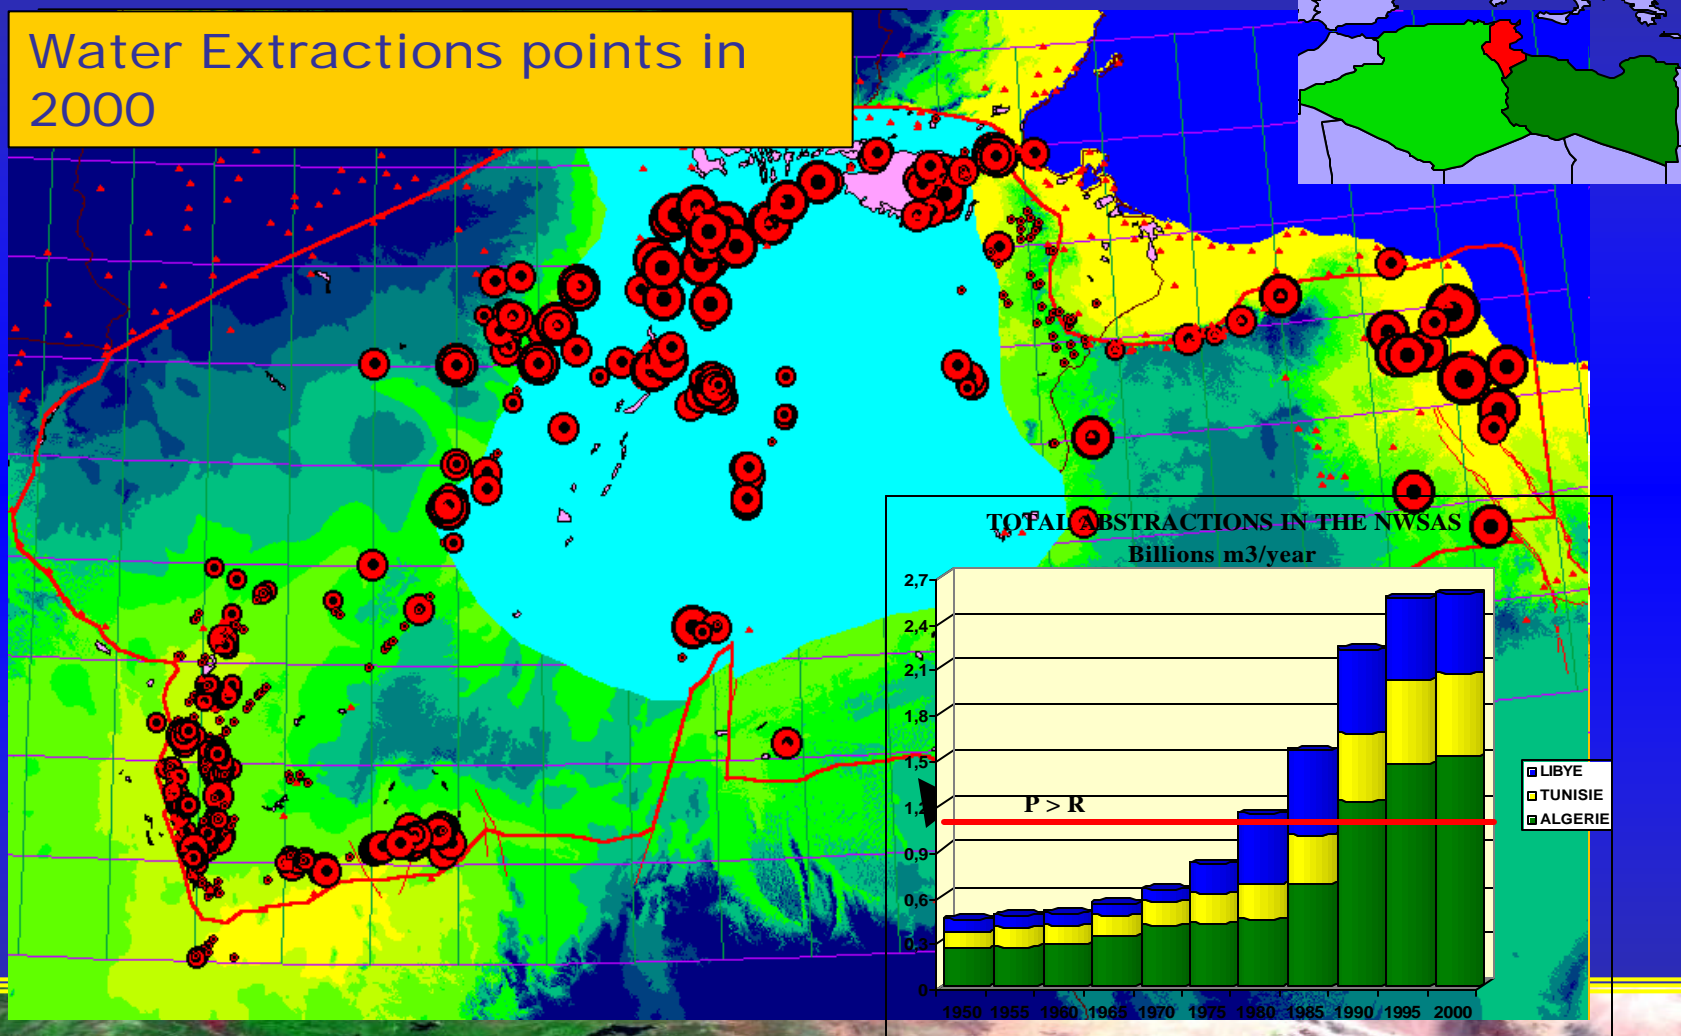 Water Extractions points in
2000
TOTAL ABSTRACTIONS IN THE NWSAS
Billions m3/year
2,7
2,4
2,1
1,8
1,5
1,2
0,9
0,6
0,3
0
P > R
LIBYE
TUNISIE
ALGERIE
1950 1955 1960 1965 1970 1975 1980 1985 1990 1995 2000